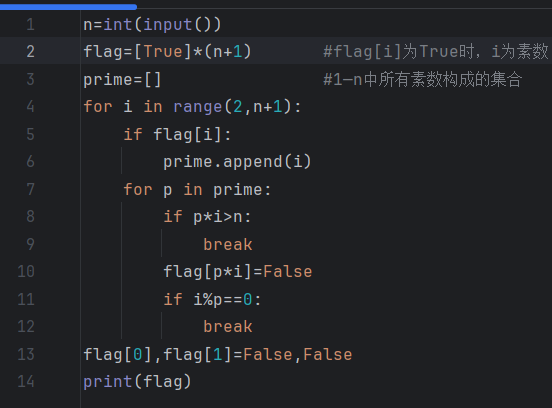 1 n=int(input())
2 flag=[True]*(n+1) #flag[i]为True时，i为素数
3 prime=[] #1—n中所有素数构成的集合
4 for i in range(2,n+1):
5     if flag[i]:
6         prime.append(i)
7     for p in prime:
8         if p*i>n:
9             break
10         flag[p*i]=False
11         if i%p==0:
12             break
13 flag[0],flag[1]=False,False
14 print(flag)